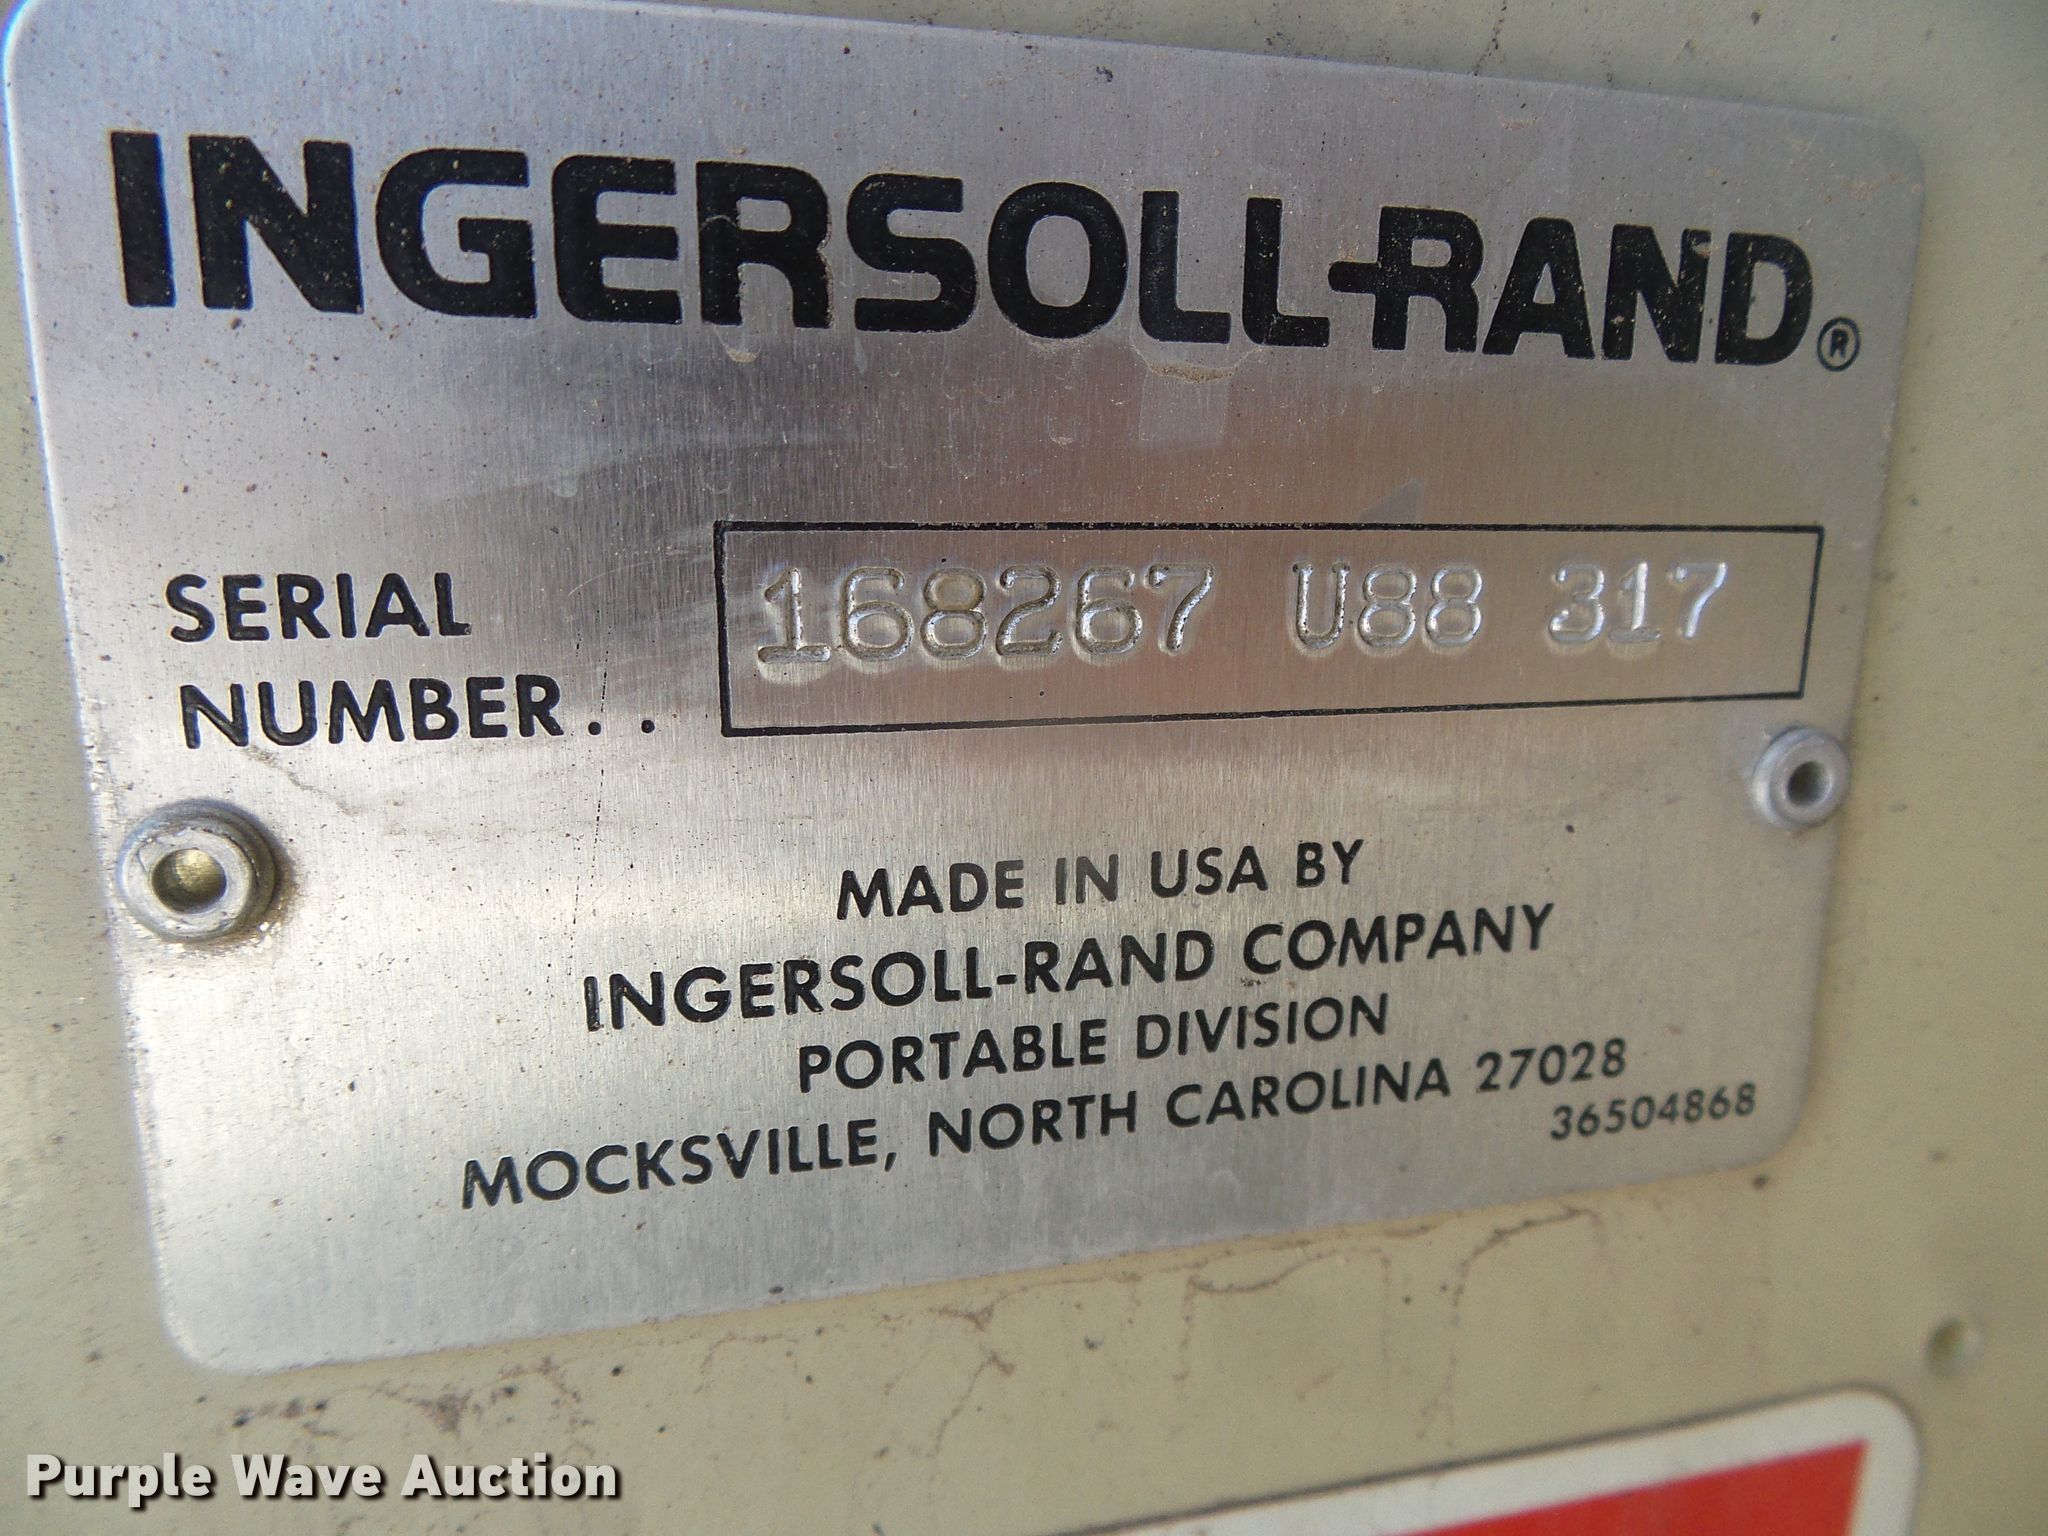 INGERSOLL-RAND®
SERIAL
NUMBER.. 168267 U88 317
MADE IN USA BY
INGERSOLL-RAND COMPANY
PORTABLE DIVISION
MOCKSVILLE, NORTH CAROLINA 27028
36504868
Purple Wave Auction